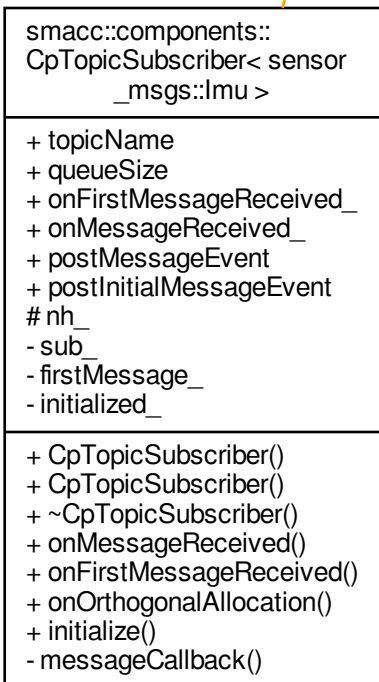 smacc::components::
CpTopicSubscriber< sensor
_msgs::Imu >
+ topicName
+ queueSize
+ onFirstMessageReceived_
+ onMessageReceived_
+ postMessageEvent
+ postInitialMessageEvent
# nh_
- sub_
- firstMessage_
- initialized_
+ CpTopicSubscriber()
+ CpTopicSubscriber()
+ ~CpTopicSubscriber()
+ onMessageReceived()
+ onFirstMessageReceived()
+ onOrthogonalAllocation()
+ initialize()
- messageCallback()